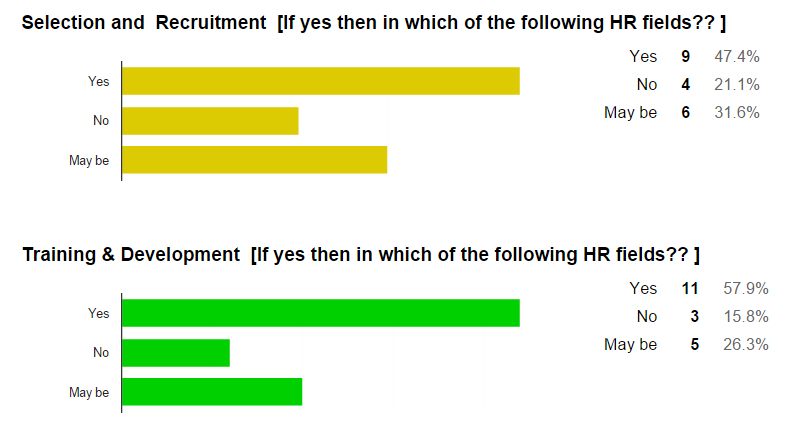 Selection and  Recruitment  [If yes then in which of the following HR fields?? ]
Yes 9 47.4%
No 4 21.1%
May be 6 31.6%
Yes
No
May be
Training & Development  [If yes then in which of the following HR fields?? ]
Yes 11 57.9%
No 3 15.8%
May be 5 26.3%
Yes
No
May be